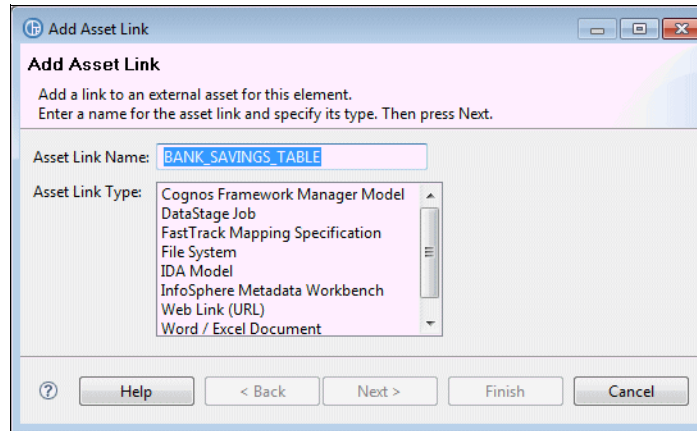 Add Asset Link
Add Asset Link
Add a link to an external asset for this element.
Enter a name for the asset link and specify its type. Then press Next.
Asset Link Name: BANK_SAVINGS_TABLE
Asset Link Type: Cognos Framework Manager Model
DataStage Job
FastTrack Mapping Specification
File System
IDA Model
InfoSphere Metadata Workbench
Web Link (URL)
Word / Excel Document
? Help < Back Next > Finish Cancel